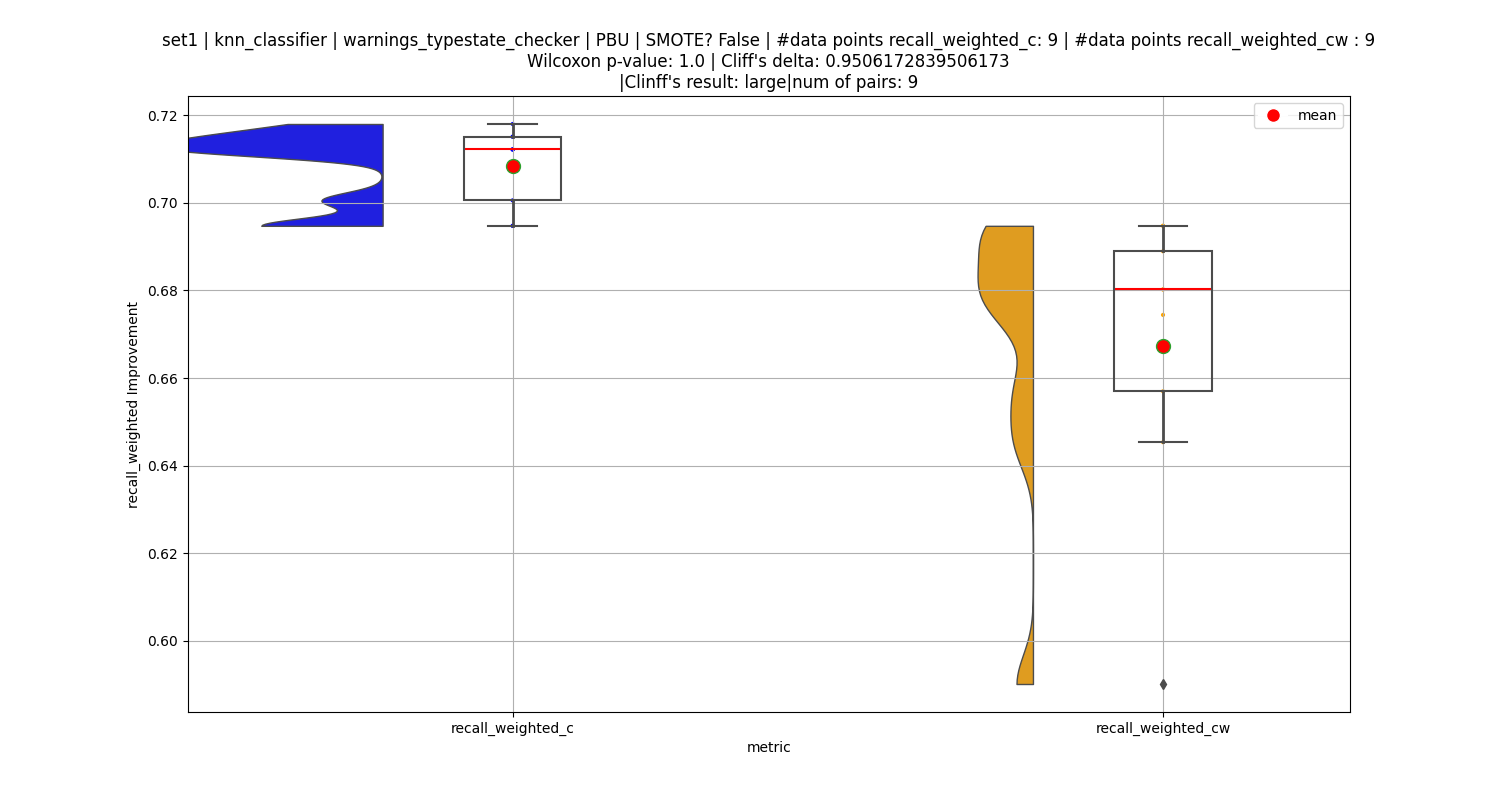 set1 | knn_classifier | warnings_typestate_checker | PBU | SMOTE? False | #data points recall_weighted_c: 9 | #data points recall_weighted_cw : 9
Wilcoxon p-value: 1.0 | Cliff's delta: 0.9506172839506173
|Clinff's result: large|num of pairs: 9
mean
0.72
0.70
0.68
0.66
0.64
0.62
0.60
recall_weighted Improvement
recall_weighted_c
recall_weighted_cw
metric